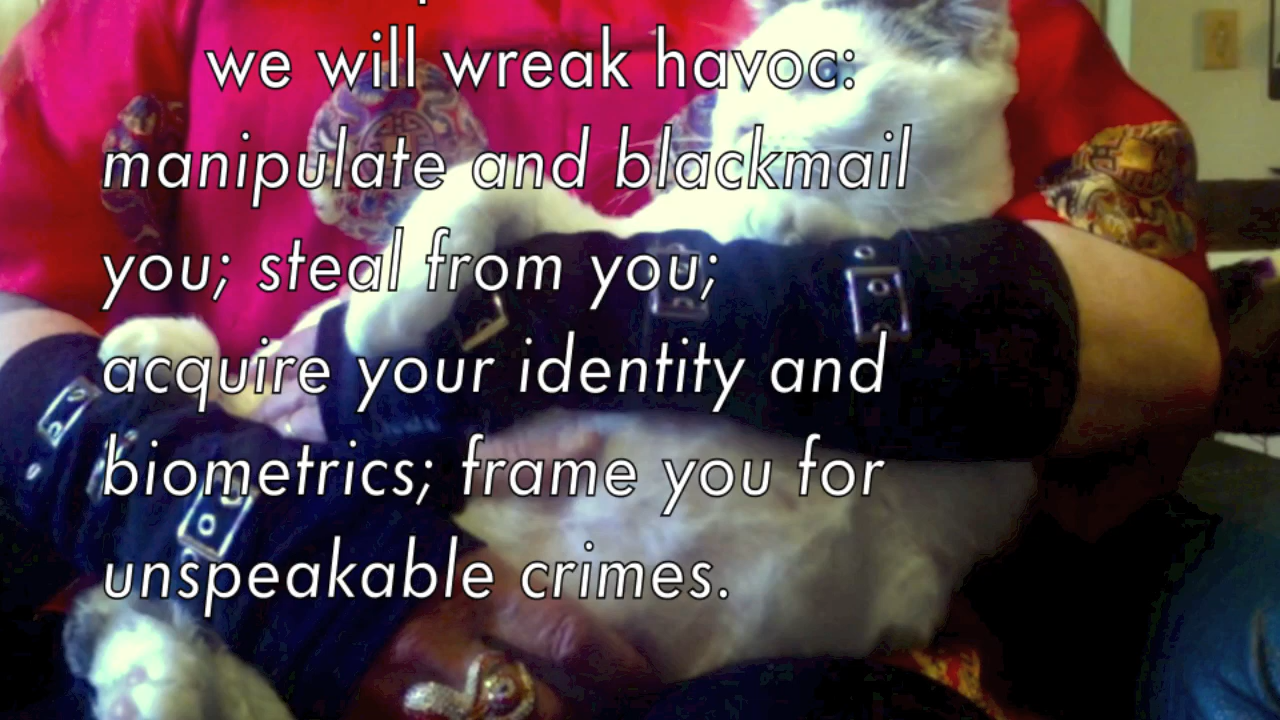 we will wreak havoc:
manipulate and blackmail
you; steal from you;
acquire your identity and
biometrics; frame you for
unspeakable crimes.